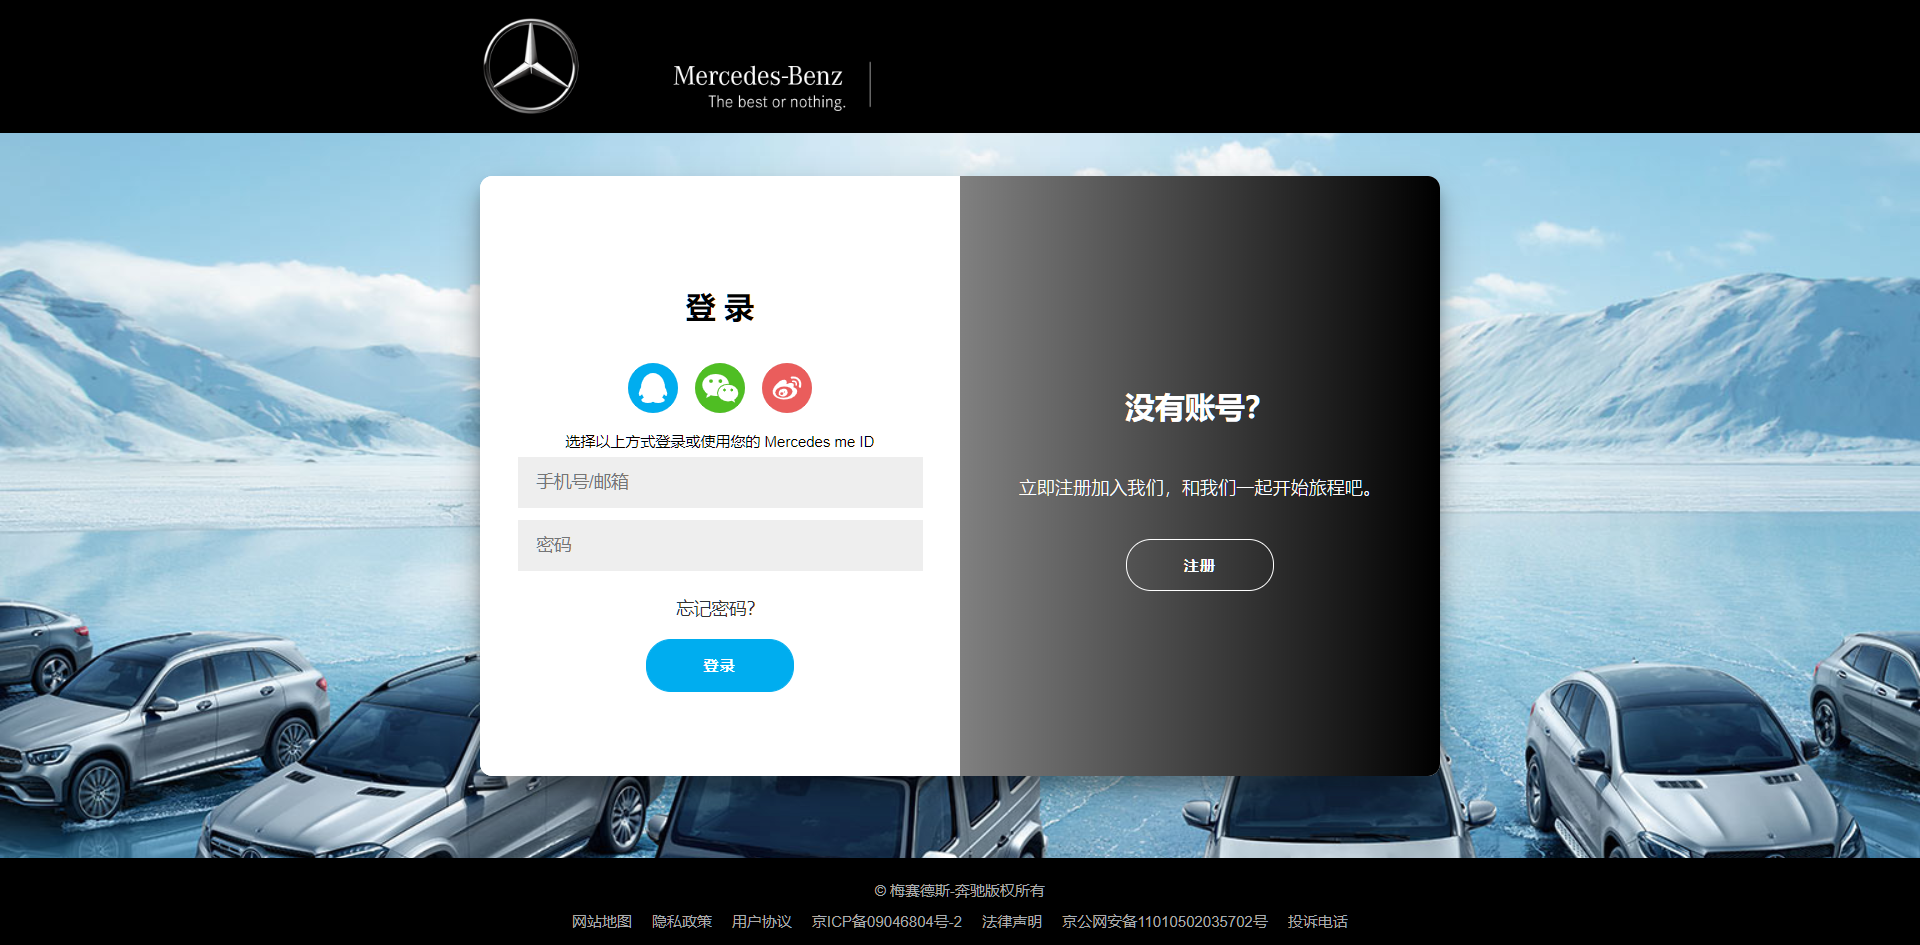 Mercedes-Benz
The best or nothing.
登 录
选择以上方式登录或使用您的 Mercedes me ID
手机号/邮箱
密码
忘记密码?
登录
没有账号?
立即注册加入我们，和我们一起开始旅程吧。
注册
© 梅赛德斯-奔驰版权所有
网站地图 隐私政策 用户协议 京ICP备09046804号-2 法律声明 京公网安备11010502035702号 投诉电话